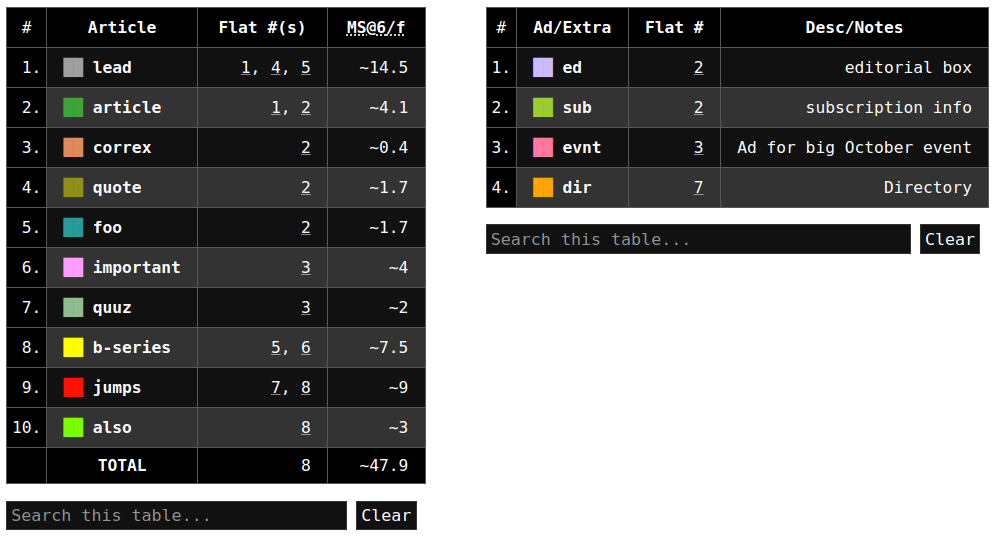 # Article Flat #(s) MS@6/f
1. lead 1, 4, 5 ~14.5
2. article 1, 2 ~4.1
3. correx 2 ~0.4
4. quote 2 ~1.7
5. foo 2 ~1.7
6. important 3 ~4
7. quuz 3 ~2
8. b-series 5, 6 ~7.5
9. jumps 7, 8 ~9
10. also 8 ~3
TOTAL 8 ~47.9
Search this table... Clear
# Ad/Extra Flat # Desc/Notes
1. ed 2 editorial box
2. sub 2 subscription info
3. evnt 3 Ad for big October event
4. dir 7 Directory
Search this table... Clear